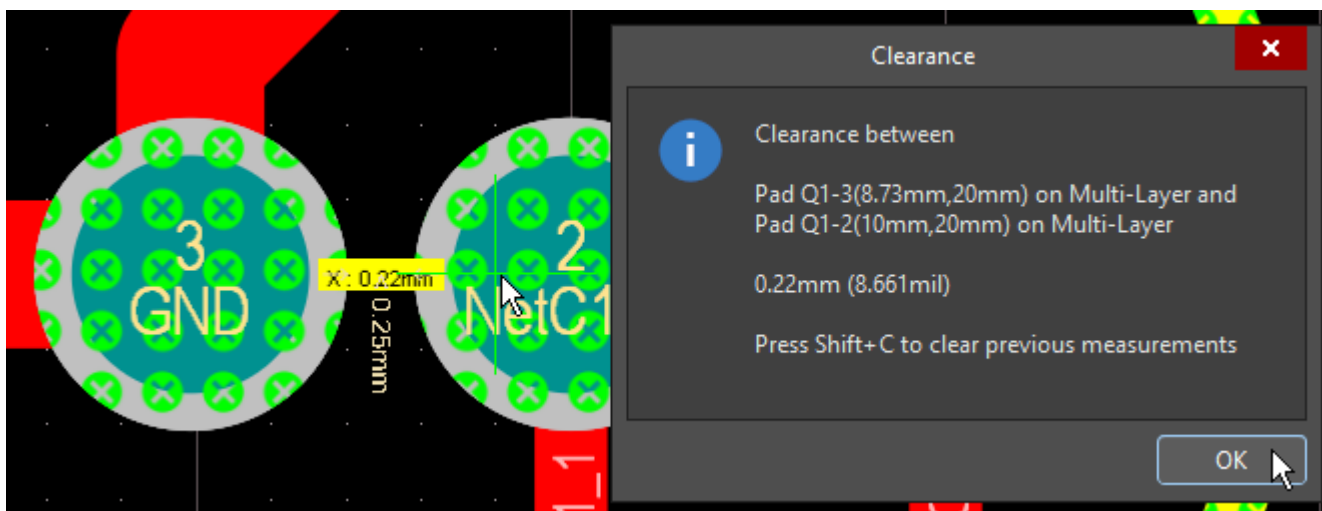 Clearance
Clearance between
Pad Q1-3(8.73mm,20mm) on Multi-Layer and
Pad Q1-2(10mm,20mm) on Multi-Layer
0.22mm (8.661mil)
Press Shift+C to clear previous measurements
OK
3
GND
X : 0.22mm
0.25mm
2
NetC1